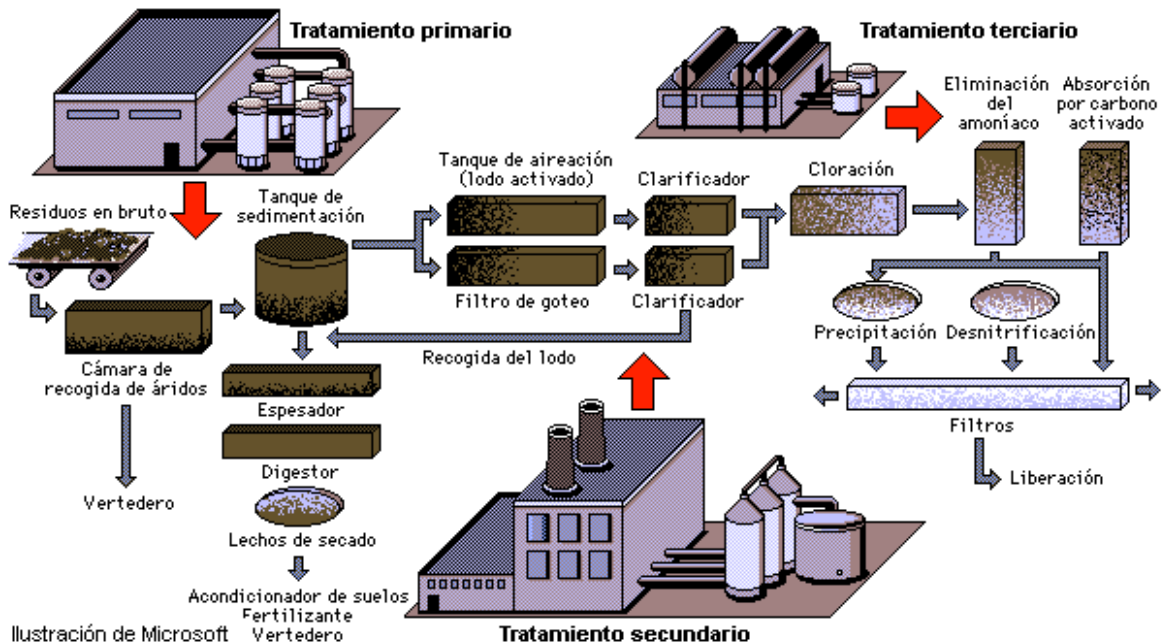 Tratamiento primario
Tratamiento terciario
Eliminación
del
amoníaco
Absorción
por carbono
activado
Tanque de aireación
(lodo activado)
Clarificador
Cloración
Residuos en bruto
Tanque de
sedimentación
Filtro de goteo
Clarificador
Precipitación
Desnitrificación
Recogida del lodo
Cámara de
recogida de áridos
Espesador
Filtros
Digestor
Liberación
Vertedero
Lechos de secado
Acondicionador de suelos
Fertilizante
Vertedero
Ilustración de Microsoft
Tratamiento secundario